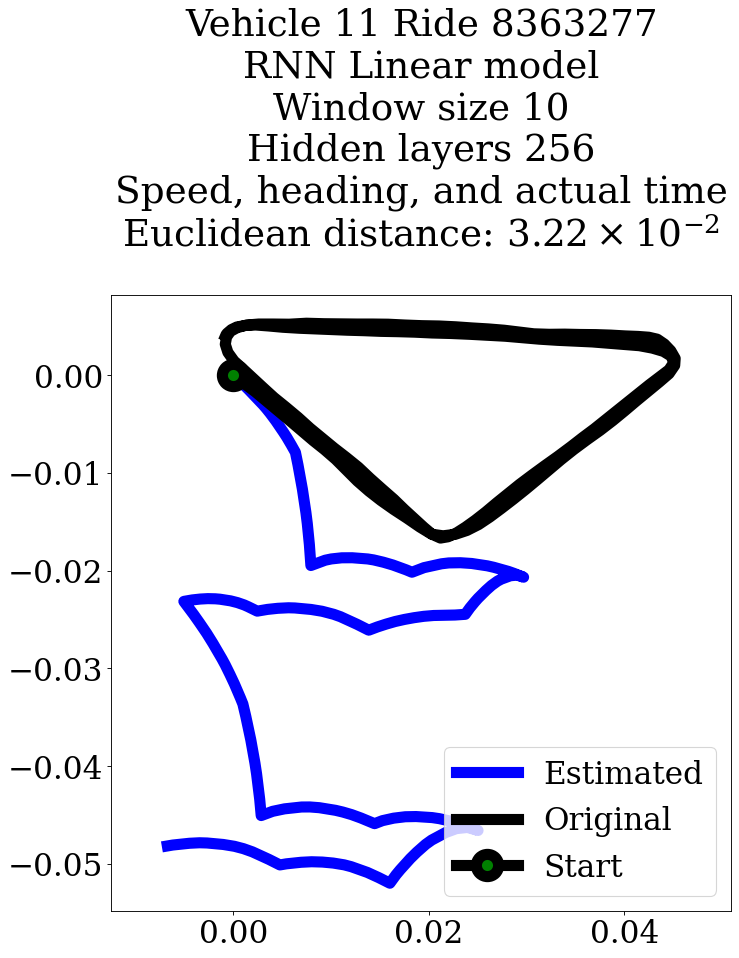 Vehicle 11 Ride 8363277
RNN Linear model
Window size 10
Hidden layers 256
Speed, heading, and actual time
Euclidean distance: 3.22 × 10⁻²
0.00
−0.01
−0.02
−0.03
−0.04
−0.05
Estimated
Original
Start
0.00 0.02 0.04